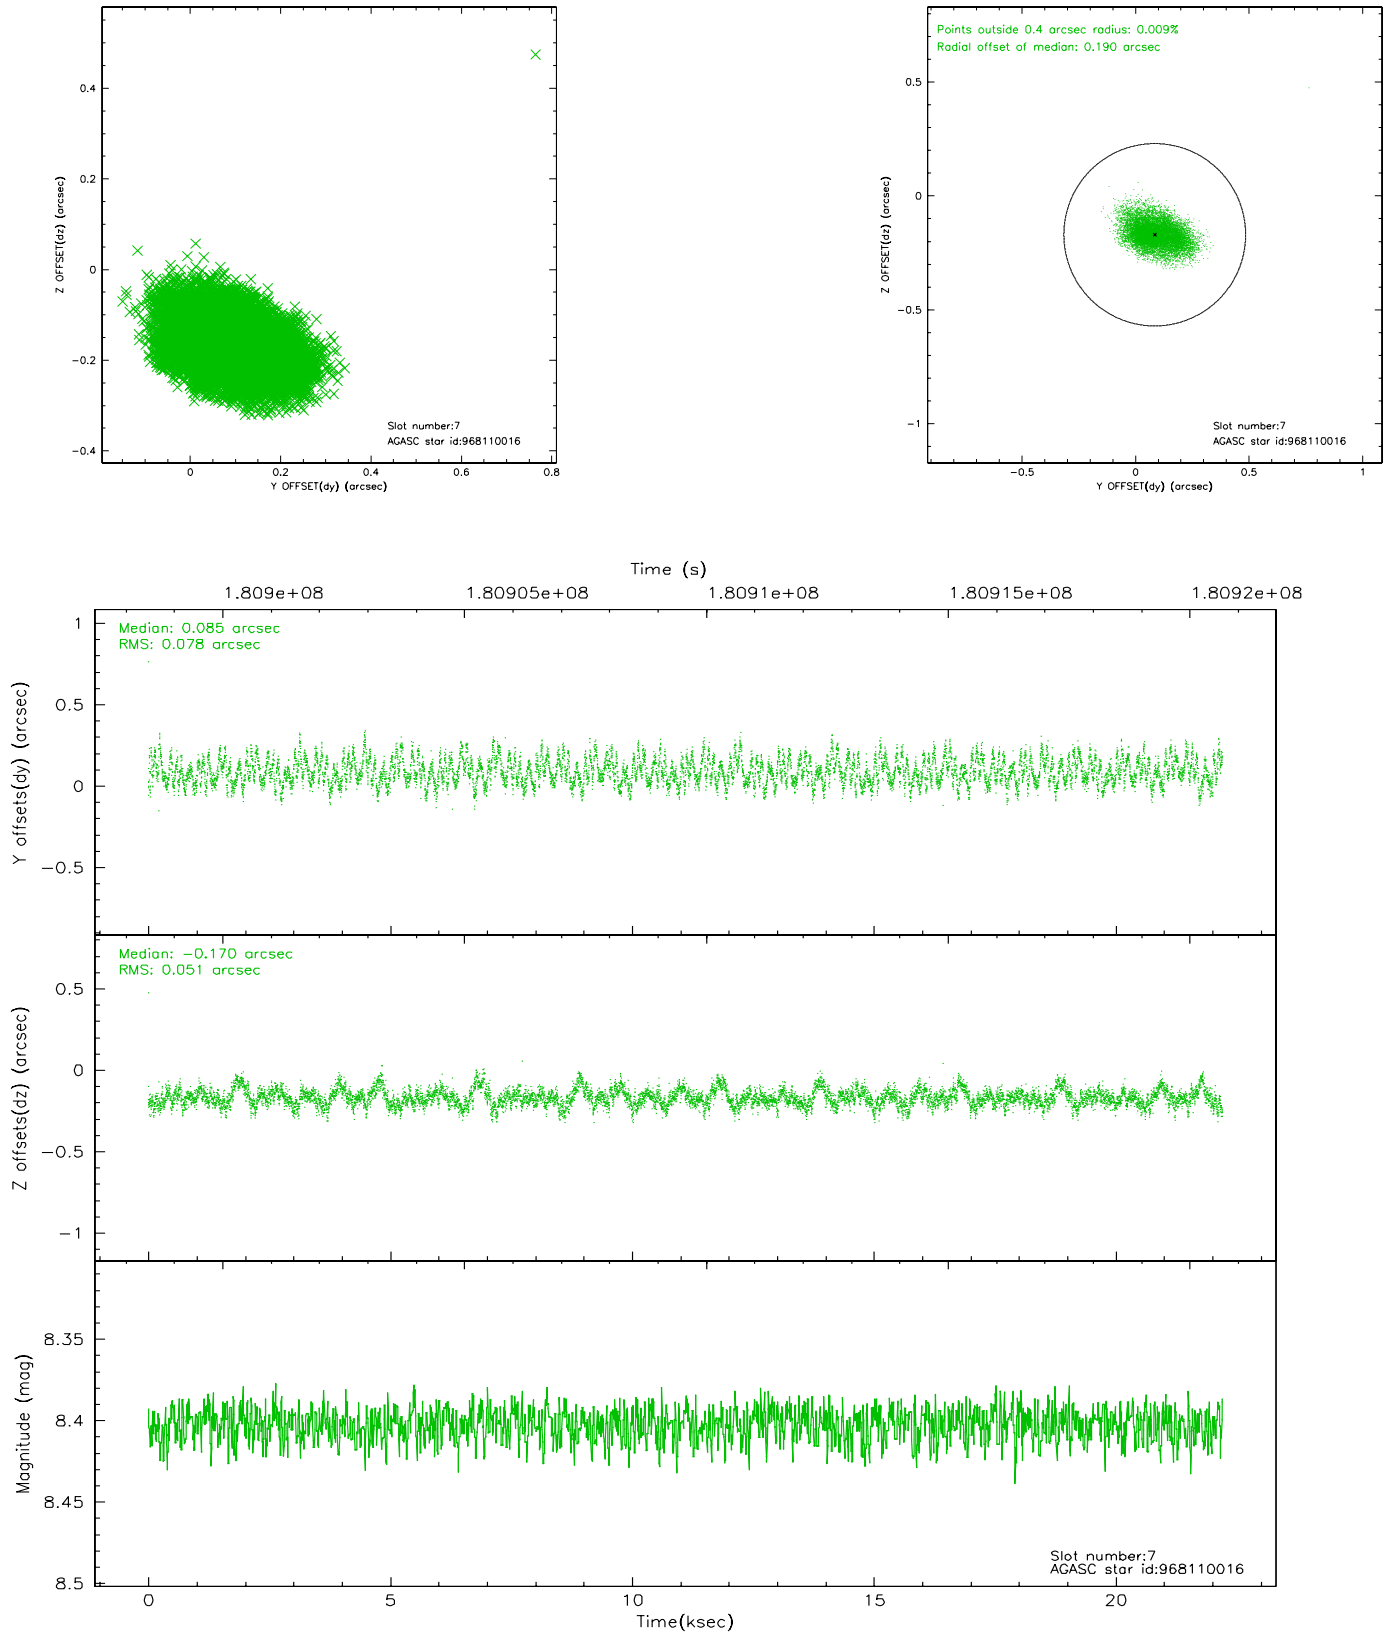 0.4
0.2
0
−0.2
−0.4
Z OFFSET(dz) (arcsec)
Slot number:7
AGASC star id:968110016
0
0.2
0.4
0.6
0.8
Y OFFSET(dy) (arcsec)
Points outside 0.4 arcsec radius: 0.009%
Radial offset of median: 0.190 arcsec
0.5
0
−0.5
−1
Z OFFSET(dz) (arcsec)
Slot number:7
AGASC star id:968110016
−0.5
0
0.5
1
Y OFFSET(dy) (arcsec)
Time (s)
1.809e+08
1.80905e+08
1.8091e+08
1.80915e+08
1.8092e+08
Median: 0.085 arcsec
RMS: 0.078 arcsec
1
0.5
0
−0.5
Y offsets(dy) (arcsec)
Median: −0.170 arcsec
RMS: 0.051 arcsec
0.5
0
−0.5
−1
Z offsets(dz) (arcsec)
8.35
8.4
8.45
8.5
Magnitude (mag)
Slot number:7
AGASC star id:968110016
0
5
10
15
20
Time(ksec)